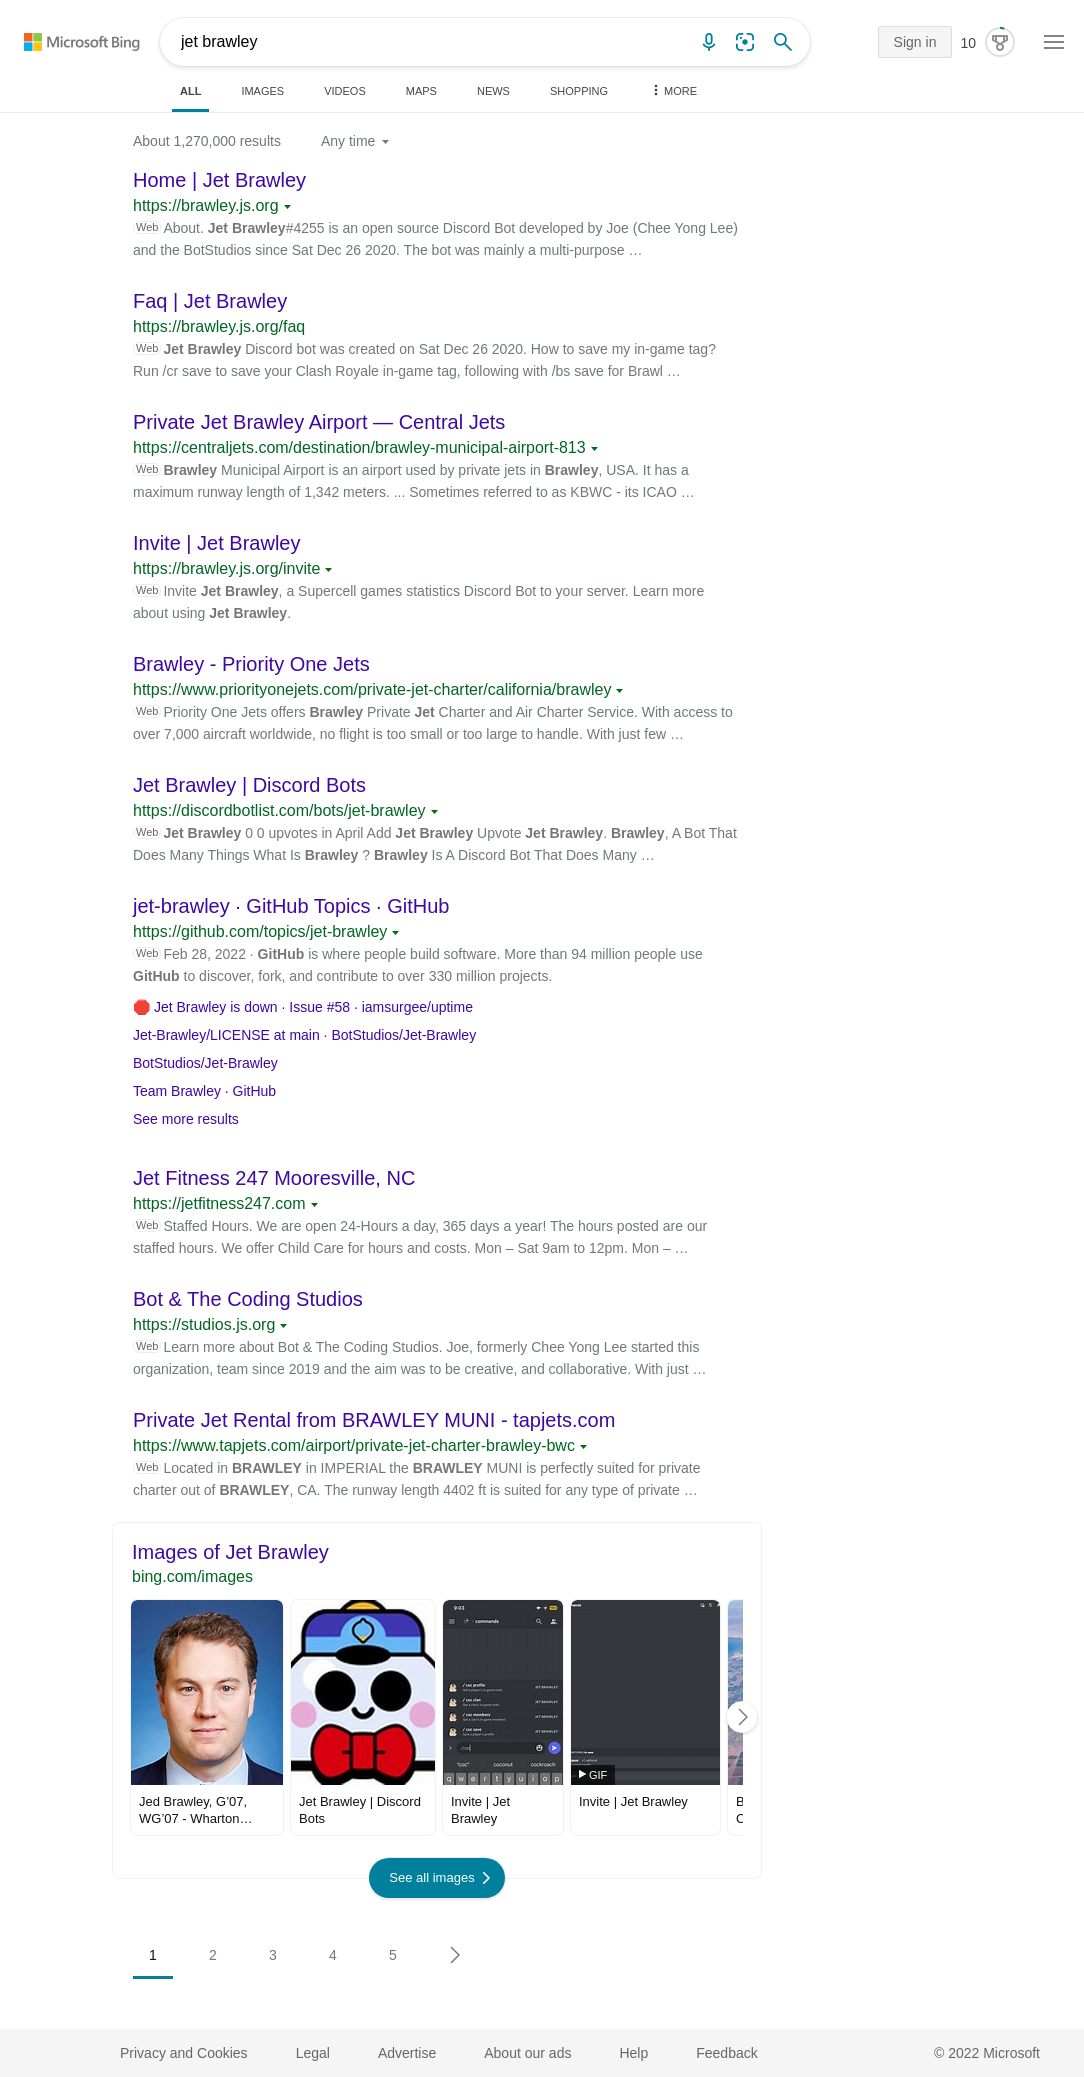 Microsoft Bing
jet brawley
Sign in
10
ALL
IMAGES
VIDEOS
MAPS
NEWS
SHOPPING
MORE
About 1,270,000 results
Any time
Home | Jet Brawley
https://brawley.js.org
Web About. Jet Brawley#4255 is an open source Discord Bot developed by Joe (Chee Yong Lee)
and the BotStudios since Sat Dec 26 2020. The bot was mainly a multi-purpose …
Faq | Jet Brawley
https://brawley.js.org/faq
Web Jet Brawley Discord bot was created on Sat Dec 26 2020. How to save my in-game tag?
Run /cr save to save your Clash Royale in-game tag, following with /bs save for Brawl …
Private Jet Brawley Airport — Central Jets
https://centraljets.com/destination/brawley-municipal-airport-813
Web Brawley Municipal Airport is an airport used by private jets in Brawley, USA. It has a
maximum runway length of 1,342 meters. ... Sometimes referred to as KBWC - its ICAO …
Invite | Jet Brawley
https://brawley.js.org/invite
Web Invite Jet Brawley, a Supercell games statistics Discord Bot to your server. Learn more
about using Jet Brawley.
Brawley - Priority One Jets
https://www.priorityonejets.com/private-jet-charter/california/brawley
Web Priority One Jets offers Brawley Private Jet Charter and Air Charter Service. With access to
over 7,000 aircraft worldwide, no flight is too small or too large to handle. With just few …
Jet Brawley | Discord Bots
https://discordbotlist.com/bots/jet-brawley
Web Jet Brawley 0 0 upvotes in April Add Jet Brawley Upvote Jet Brawley. Brawley, A Bot That
Does Many Things What Is Brawley ? Brawley Is A Discord Bot That Does Many …
jet-brawley · GitHub Topics · GitHub
https://github.com/topics/jet-brawley
Web Feb 28, 2022 · GitHub is where people build software. More than 94 million people use
GitHub to discover, fork, and contribute to over 330 million projects.
Jet Brawley is down · Issue #58 · iamsurgee/uptime
Jet-Brawley/LICENSE at main · BotStudios/Jet-Brawley
BotStudios/Jet-Brawley
Team Brawley · GitHub
See more results
Jet Fitness 247 Mooresville, NC
https://jetfitness247.com
Web Staffed Hours. We are open 24-Hours a day, 365 days a year! The hours posted are our
staffed hours. We offer Child Care for hours and costs. Mon – Sat 9am to 12pm. Mon – …
Bot & The Coding Studios
https://studios.js.org
Web Learn more about Bot & The Coding Studios. Joe, formerly Chee Yong Lee started this
organization, team since 2019 and the aim was to be creative, and collaborative. With just …
Private Jet Rental from BRAWLEY MUNI - tapjets.com
https://www.tapjets.com/airport/private-jet-charter-brawley-bwc
Web Located in BRAWLEY in IMPERIAL the BRAWLEY MUNI is perfectly suited for private
charter out of BRAWLEY, CA. The runway length 4402 ft is suited for any type of private …
Images of Jet Brawley
bing.com/images
9:03
commands
/ coc profile
JET BRAWLEY
/ coc clan
JET BRAWLEY
/ coc members
JET BRAWLEY
/ coc save
JET BRAWLEY
/coc
"coc" coconut cockroach
q w e r t y u i o p
GIF
Jed Brawley, G’07,
WG’07 - Wharton…
Jet Brawley | Discord
Bots
Invite | Jet
Brawley
Invite | Jet Brawley
See all images
1
2
3
4
5
Privacy and Cookies
Legal
Advertise
About our ads
Help
Feedback
© 2022 Microsoft